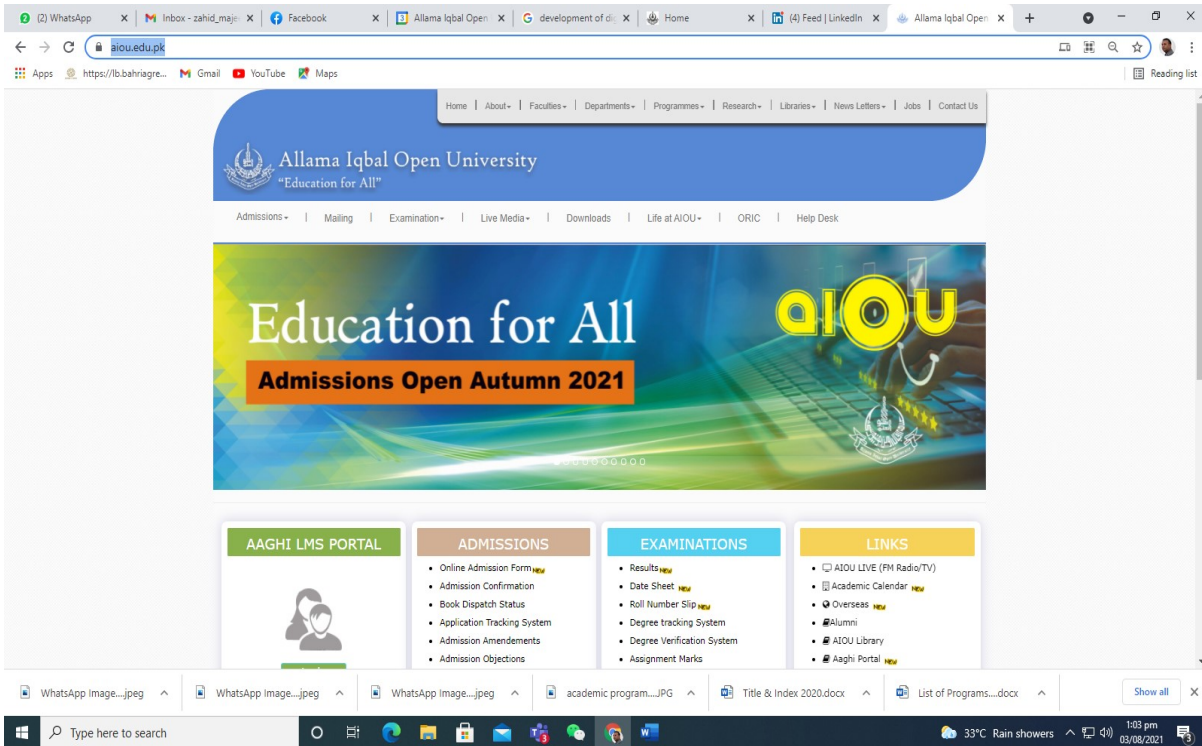 (2) WhatsApp
Inbox - zahid_maje
Facebook
Allama Iqbal Open
development of di
Home
(4) Feed | LinkedIn
Allama Iqbal Open
aiou.edu.pk
Apps https://lb.bahriagre... Gmail YouTube Maps Reading list
Home | About | Faculties | Departments | Programmes | Research | Libraries | News Letters | Jobs | Contact Us
Allama Iqbal Open University
"Education for All"
Admissions | Mailing | Examination | Live Media | Downloads | Life at AIOU | ORIC | Help Desk
Education for All
Admissions Open Autumn 2021
aIOU
AAGHI LMS PORTAL
ADMISSIONS
Online Admission Form NEW
Admission Confirmation
Book Dispatch Status
Application Tracking System
Admission Amendements
Admission Objections
EXAMINATIONS
Results NEW
Date Sheet NEW
Roll Number Slip NEW
Degree tracking System
Degree Verification System
Assignment Marks
LINKS
AIOU LIVE (FM Radio/TV)
Academic Calendar NEW
Overseas NEW
Alumni
AIOU Library
Aaghi Portal NEW
WhatsApp Image....jpeg
WhatsApp Image....jpeg
WhatsApp Image....jpeg
academic program....JPG
Title & Index 2020.docx
List of Programs....docx
Show all
Type here to search
33°C Rain showers
1:03 pm
03/08/2021
3